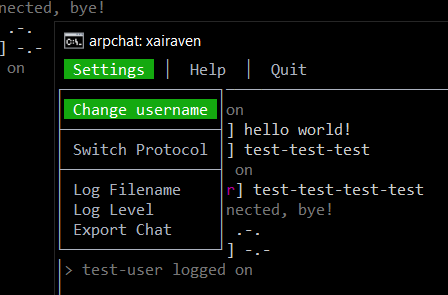 nected, bye!
.-.
] -.-
on
arpchat: xairaven
Settings | Help | Quit
Change username
Switch Protocol
Log Filename
Log Level
Export Chat
on
] hello world!
] test-test-test
on
r] test-test-test-test
nected, bye!
.-.
] -.-
> test-user logged on